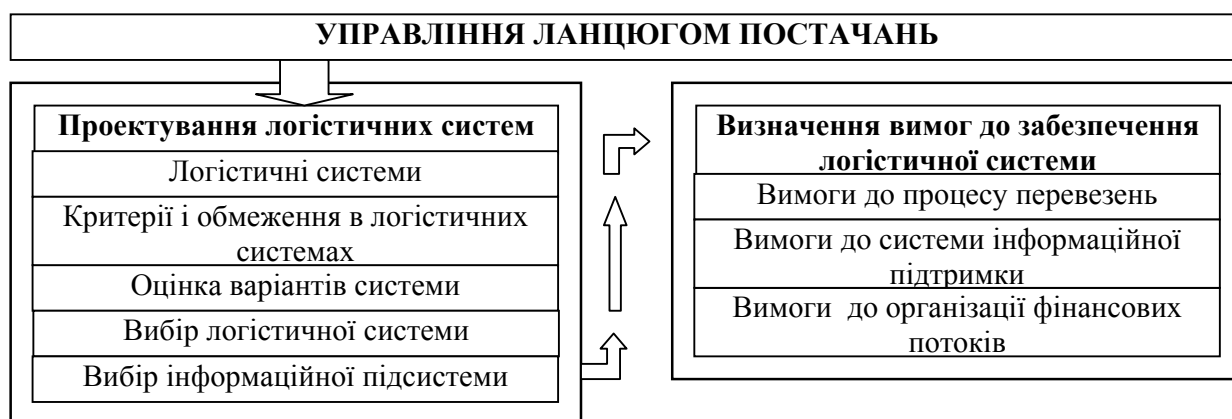 УПРАВЛІННЯ ЛАНЦЮГОМ ПОСТАЧАНЬ
Проектування логістичних систем
Логістичні системи
Критерії і обмеження в логістичних
системах
Оцінка варіантів системи
Вибір логістичної системи
Вибір інформаційної підсистеми
Визначення вимог до забезпечення
логістичної системи
Вимоги до процесу перевезень
Вимоги до системи інформаційної
підтримки
Вимоги до організації фінансових
потоків